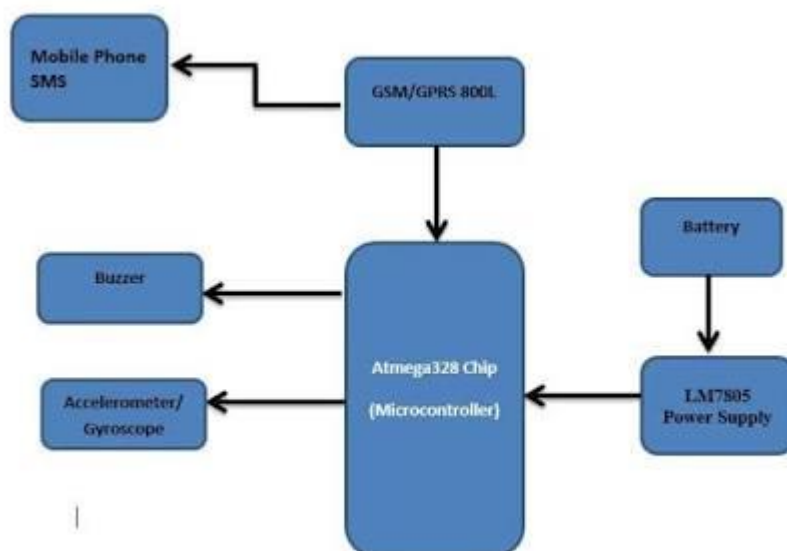 Mobile Phone
SMS
GSM/GPRS 800L
Battery
Buzzer
Atmega328 Chip
(Microcontroller)
Accelerometer/
Gyroscope
LM7805
Power Supply